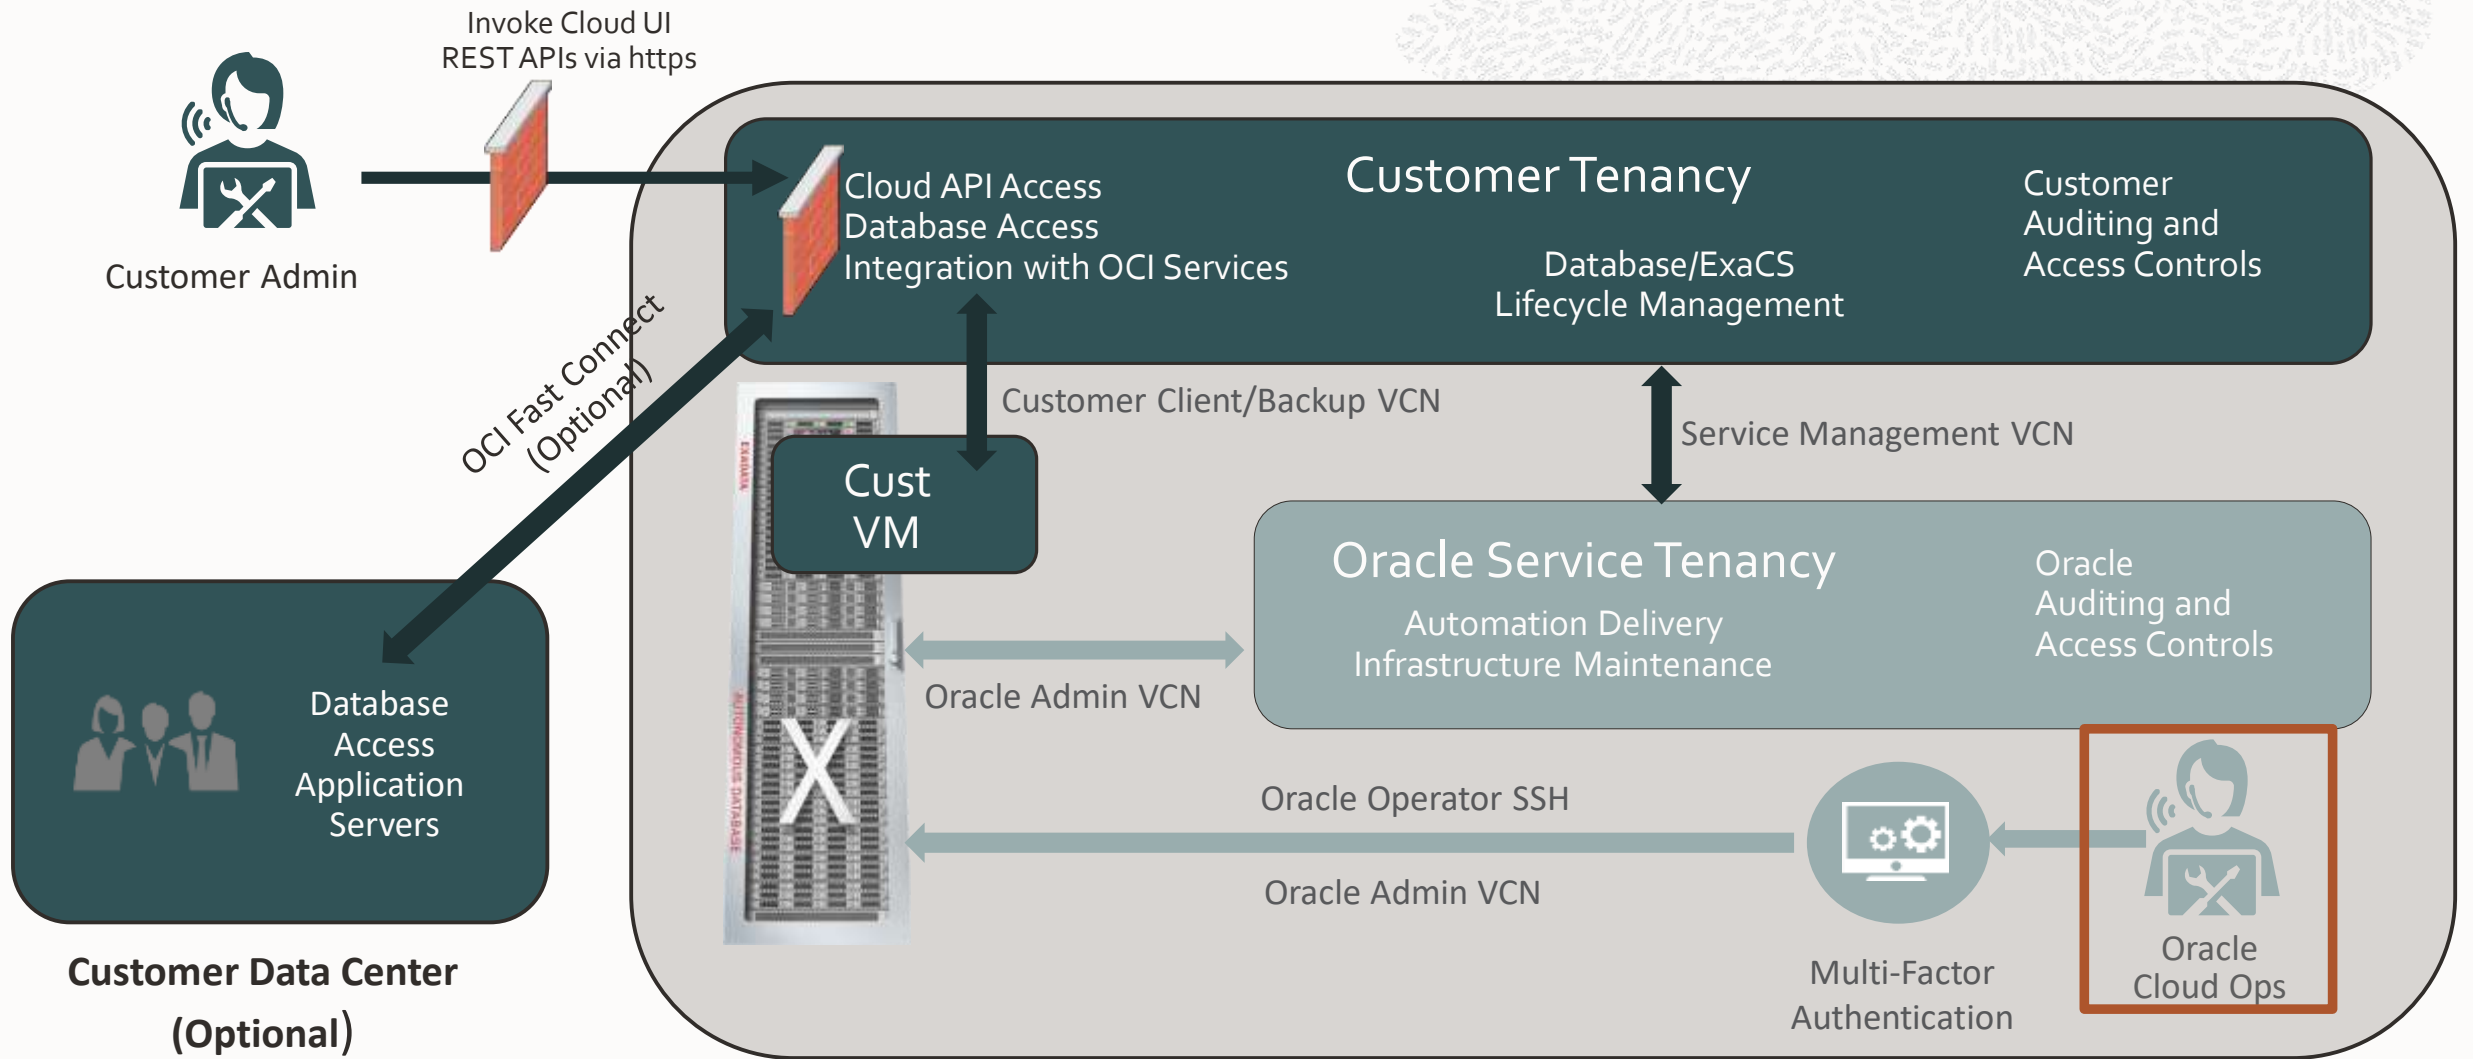 Invoke Cloud UI
REST APIs via https
Customer Admin
Cloud API Access
Database Access
Integration with OCI Services
Customer Tenancy
Database/ExaCS
Lifecycle Management
Customer
Auditing and
Access Controls
OCI Fast Connect
(Optional)
Customer Client/Backup VCN
Service Management VCN
EXADATA
Cust
VM
Oracle Service Tenancy
Automation Delivery
Infrastructure Maintenance
Oracle
Auditing and
Access Controls
Oracle Admin VCN
AUTONOMOUS DATABASE
X
Database
Access
Application
Servers
Customer Data Center
(Optional)
Oracle Operator SSH
Oracle Admin VCN
Multi-Factor
Authentication
Oracle
Cloud Ops